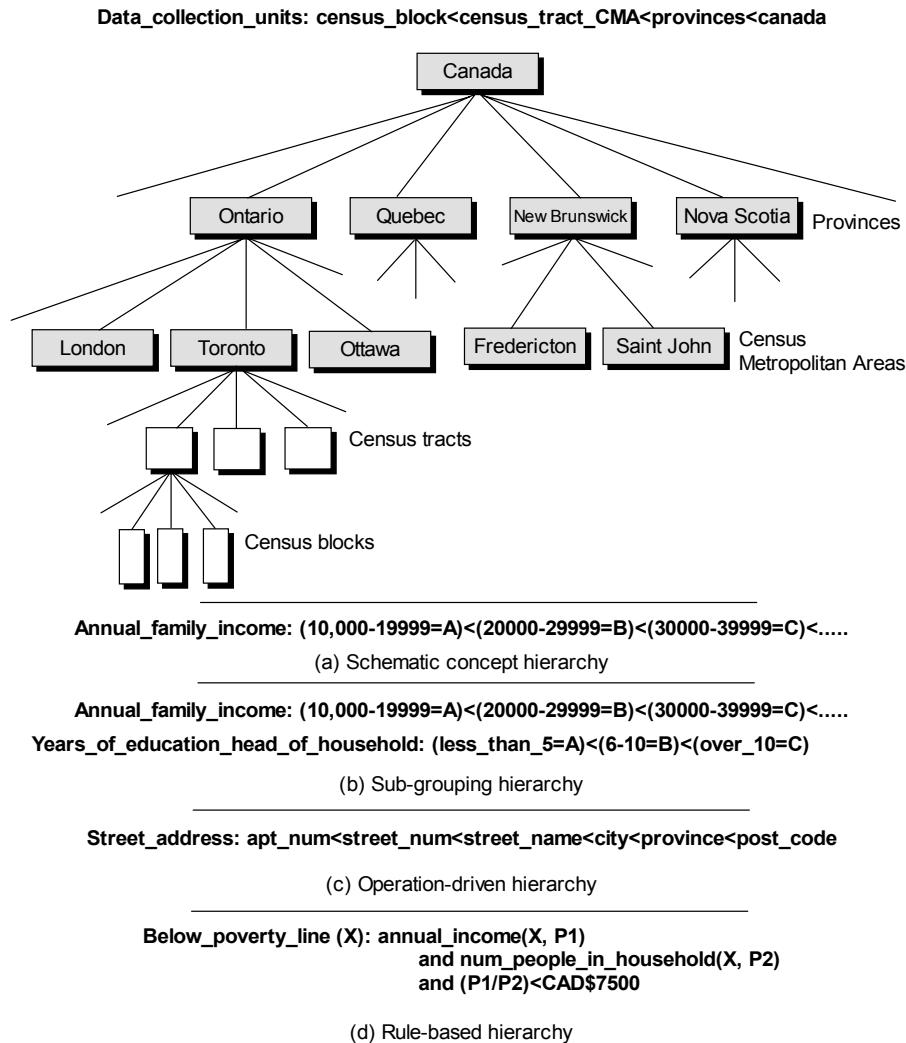 Data_collection_units: census_block<census_tract_CMA<provinces<canada
Canada
Ontario
Quebec
New Brunswick
Nova Scotia
Provinces
London
Toronto
Ottawa
Fredericton
Saint John
Census
Metropolitan Areas
Census tracts
Census blocks
Annual_family_income: (10,000-19999=A)<(20000-29999=B)<(30000-39999=C)<.....
(a) Schematic concept hierarchy
Annual_family_income: (10,000-19999=A)<(20000-29999=B)<(30000-39999=C)<.....
Years_of_education_head_of_household: (less_than_5=A)<(6-10=B)<(over_10=C)
(b) Sub-grouping hierarchy
Street_address: apt_num<street_num<street_name<city<province<post_code
(c) Operation-driven hierarchy
Below_poverty_line (X): annual_income(X, P1)
and num_people_in_household(X, P2)
and (P1/P2)<CAD$7500
(d) Rule-based hierarchy